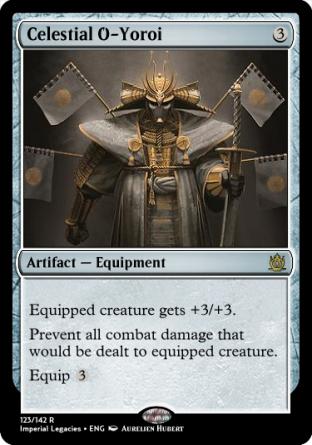 Celestial O-Yoroi 3
Artifact — Equipment
Equipped creature gets +3/+3.
Prevent all combat damage that
would be dealt to equipped creature.
Equip 3
123/142 R
Imperial Legacies • ENG Aurelien Hubert